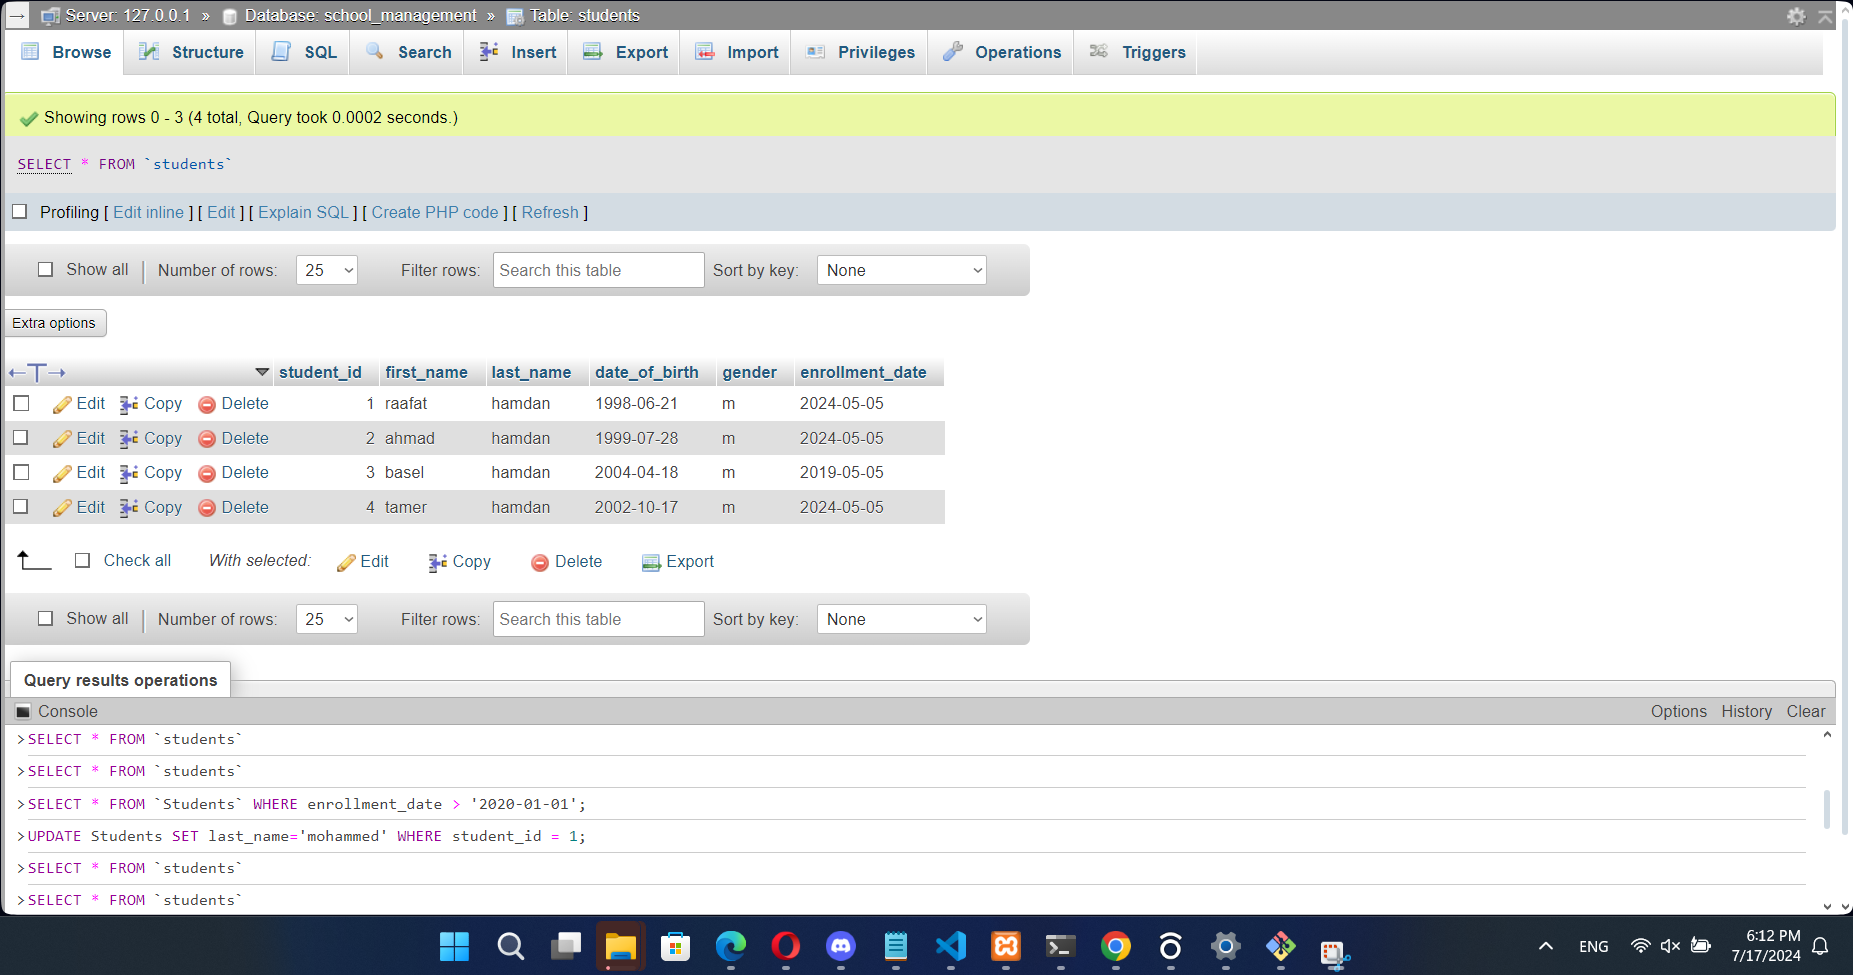 Server: 127.0.0.1 » Database: school_management » Table: students
Browse Structure SQL Search Insert Export Import Privileges Operations Triggers
Showing rows 0 - 3 (4 total, Query took 0.0002 seconds.)
SELECT * FROM `students`
Profiling [ Edit inline ] [ Edit ] [ Explain SQL ] [ Create PHP code ] [ Refresh ]
Show all Number of rows: 25 Filter rows: Search this table Sort by key: None
Extra options
←T→ student_id first_name last_name date_of_birth gender enrollment_date
Edit Copy Delete 1 raafat hamdan 1998-06-21 m 2024-05-05
Edit Copy Delete 2 ahmad hamdan 1999-07-28 m 2024-05-05
Edit Copy Delete 3 basel hamdan 2004-04-18 m 2019-05-05
Edit Copy Delete 4 tamer hamdan 2002-10-17 m 2024-05-05
Check all With selected: Edit Copy Delete Export
Show all Number of rows: 25 Filter rows: Search this table Sort by key: None
Query results operations
Console Options History Clear
>SELECT * FROM `students`
>SELECT * FROM `students`
>SELECT * FROM `Students` WHERE enrollment_date > '2020-01-01';
>UPDATE Students SET last_name='mohammed' WHERE student_id = 1;
>SELECT * FROM `students`
>SELECT * FROM `students`
ENG 6:12 PM
7/17/2024